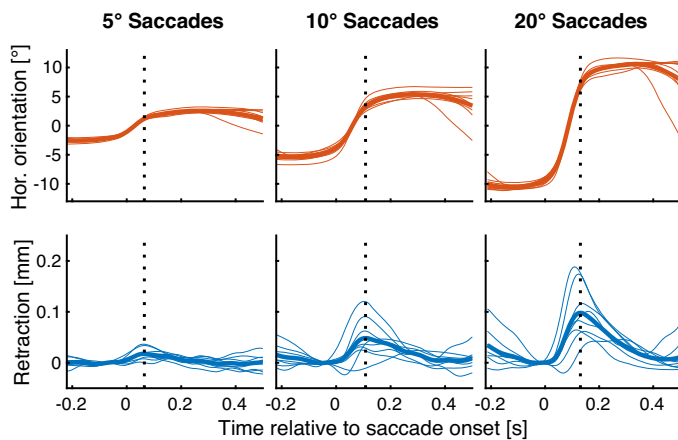 5° Saccades 10° Saccades 20° Saccades
Hor. orientation [°]
10
5
0
-5
-10
Retraction [mm]
0.2
0.1
0
-0.2 0 0.2 0.4 -0.2 0 0.2 0.4 -0.2 0 0.2 0.4
Time relative to saccade onset [s]